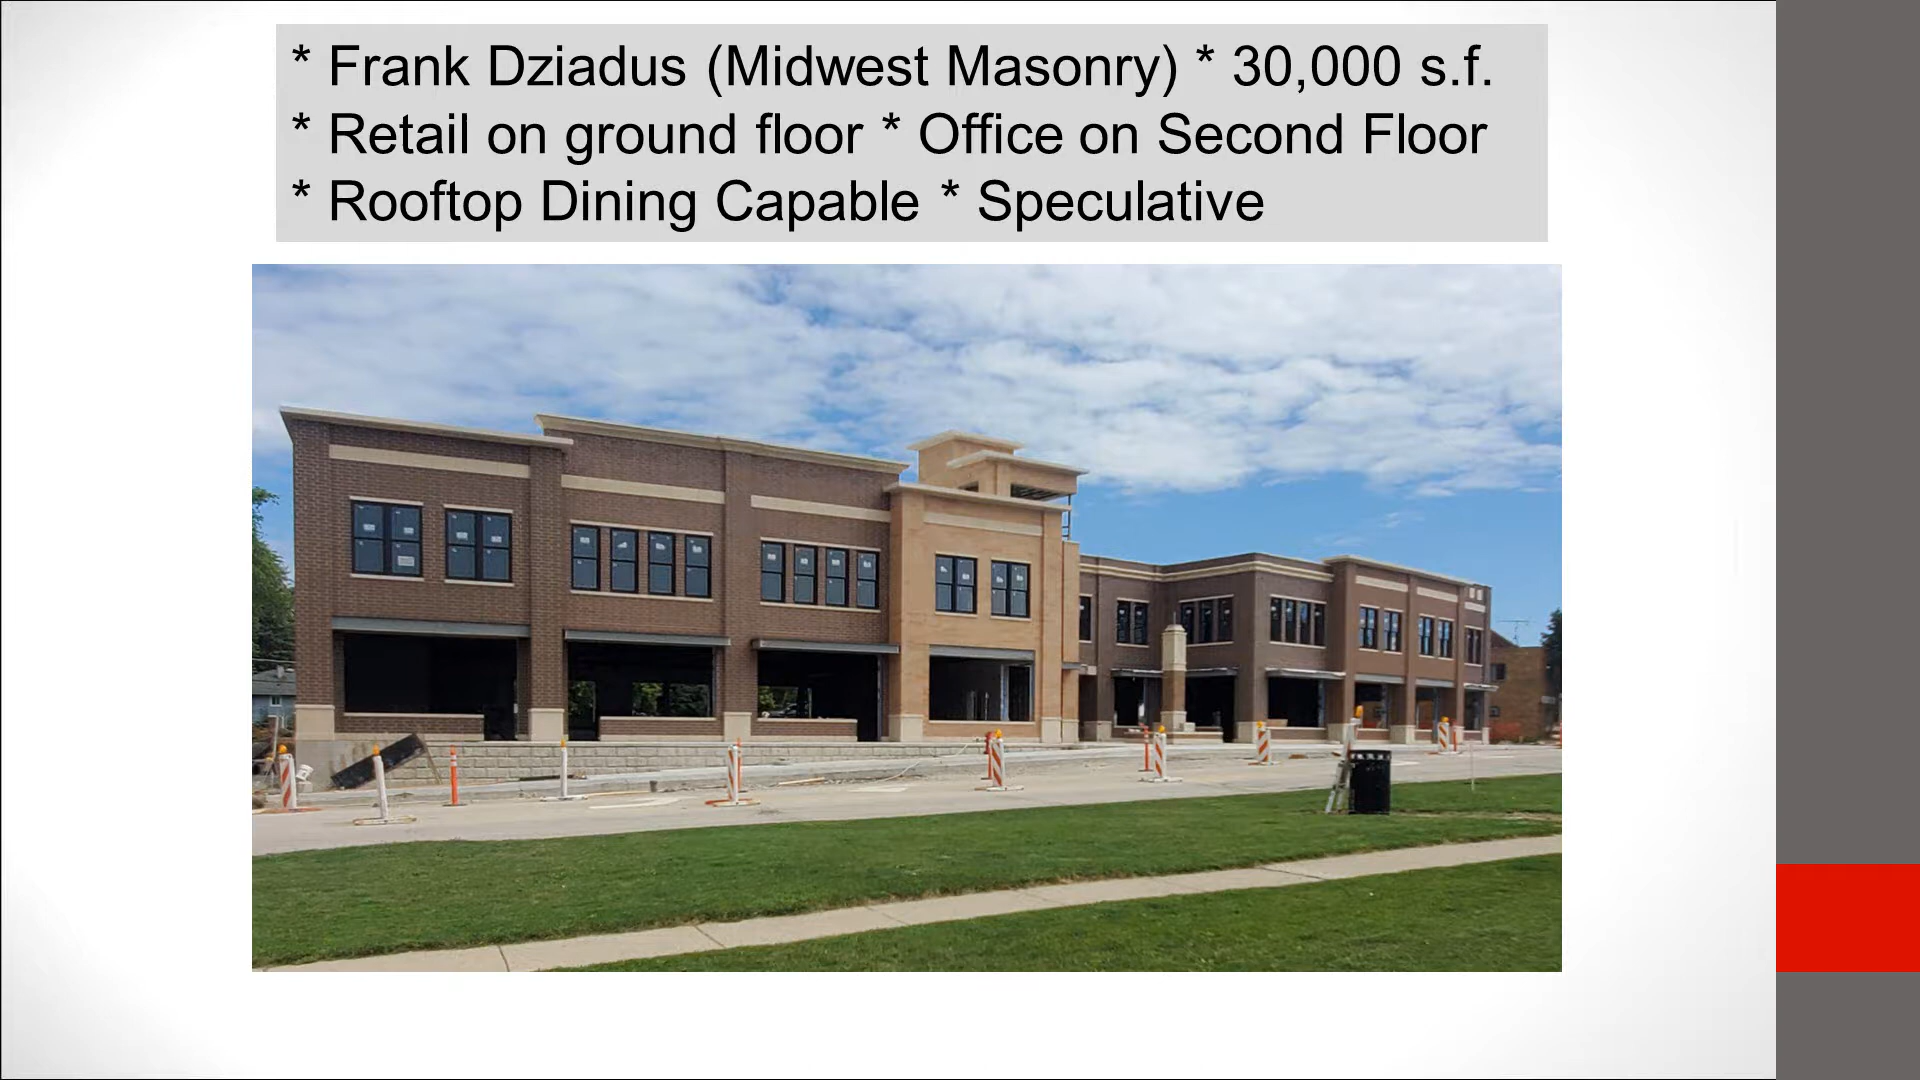 * Frank Dziadus (Midwest Masonry) * 30,000 s.f.
* Retail on ground floor * Office on Second Floor
* Rooftop Dining Capable * Speculative